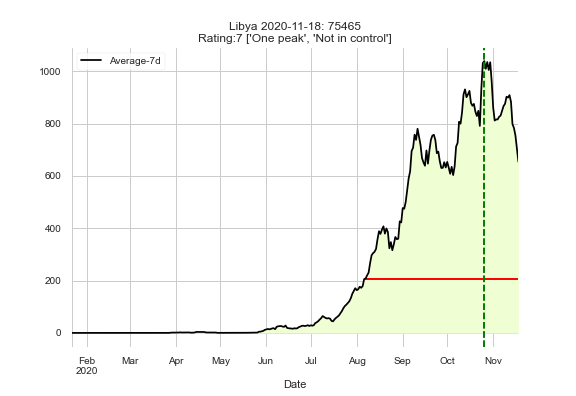 Libya 2020-11-18: 75465
Rating:7 ['One peak', 'Not in control']
Average-7d
1000
800
600
400
200
0
Feb Mar Apr May Jun Jul Aug Sep Oct Nov
2020
Date